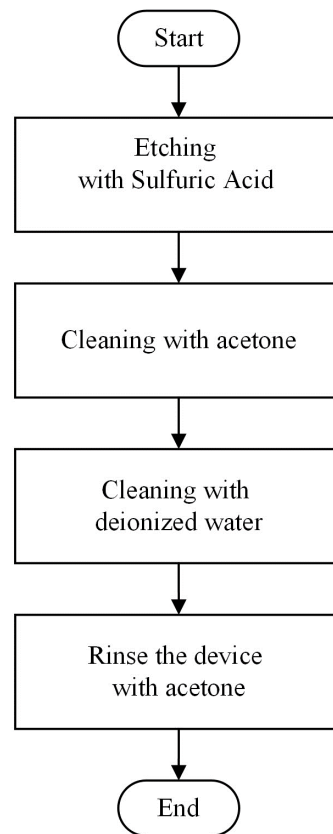 Start
Etching
with Sulfuric Acid
Cleaning with acetone
Cleaning with
deionized water
Rinse the device
with acetone
End